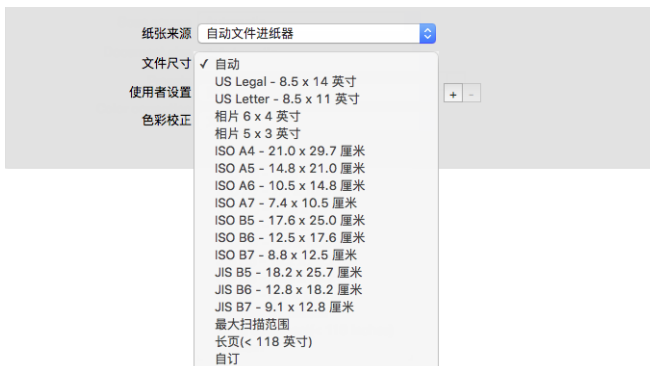 纸张来源 自动文件进纸器
文件尺寸 ✓ 自动
US Legal - 8.5 x 14 英寸
使用者设置 US Letter - 8.5 x 11 英寸 + -
相片 6 x 4 英寸
色彩校正 相片 5 x 3 英寸
ISO A4 - 21.0 x 29.7 厘米
ISO A5 - 14.8 x 21.0 厘米
ISO A6 - 10.5 x 14.8 厘米
ISO A7 - 7.4 x 10.5 厘米
ISO B5 - 17.6 x 25.0 厘米
ISO B6 - 12.5 x 17.6 厘米
ISO B7 - 8.8 x 12.5 厘米
JIS B5 - 18.2 x 25.7 厘米
JIS B6 - 12.8 x 18.2 厘米
JIS B7 - 9.1 x 12.8 厘米
最大扫描范围
长页(< 118 英寸)
自订